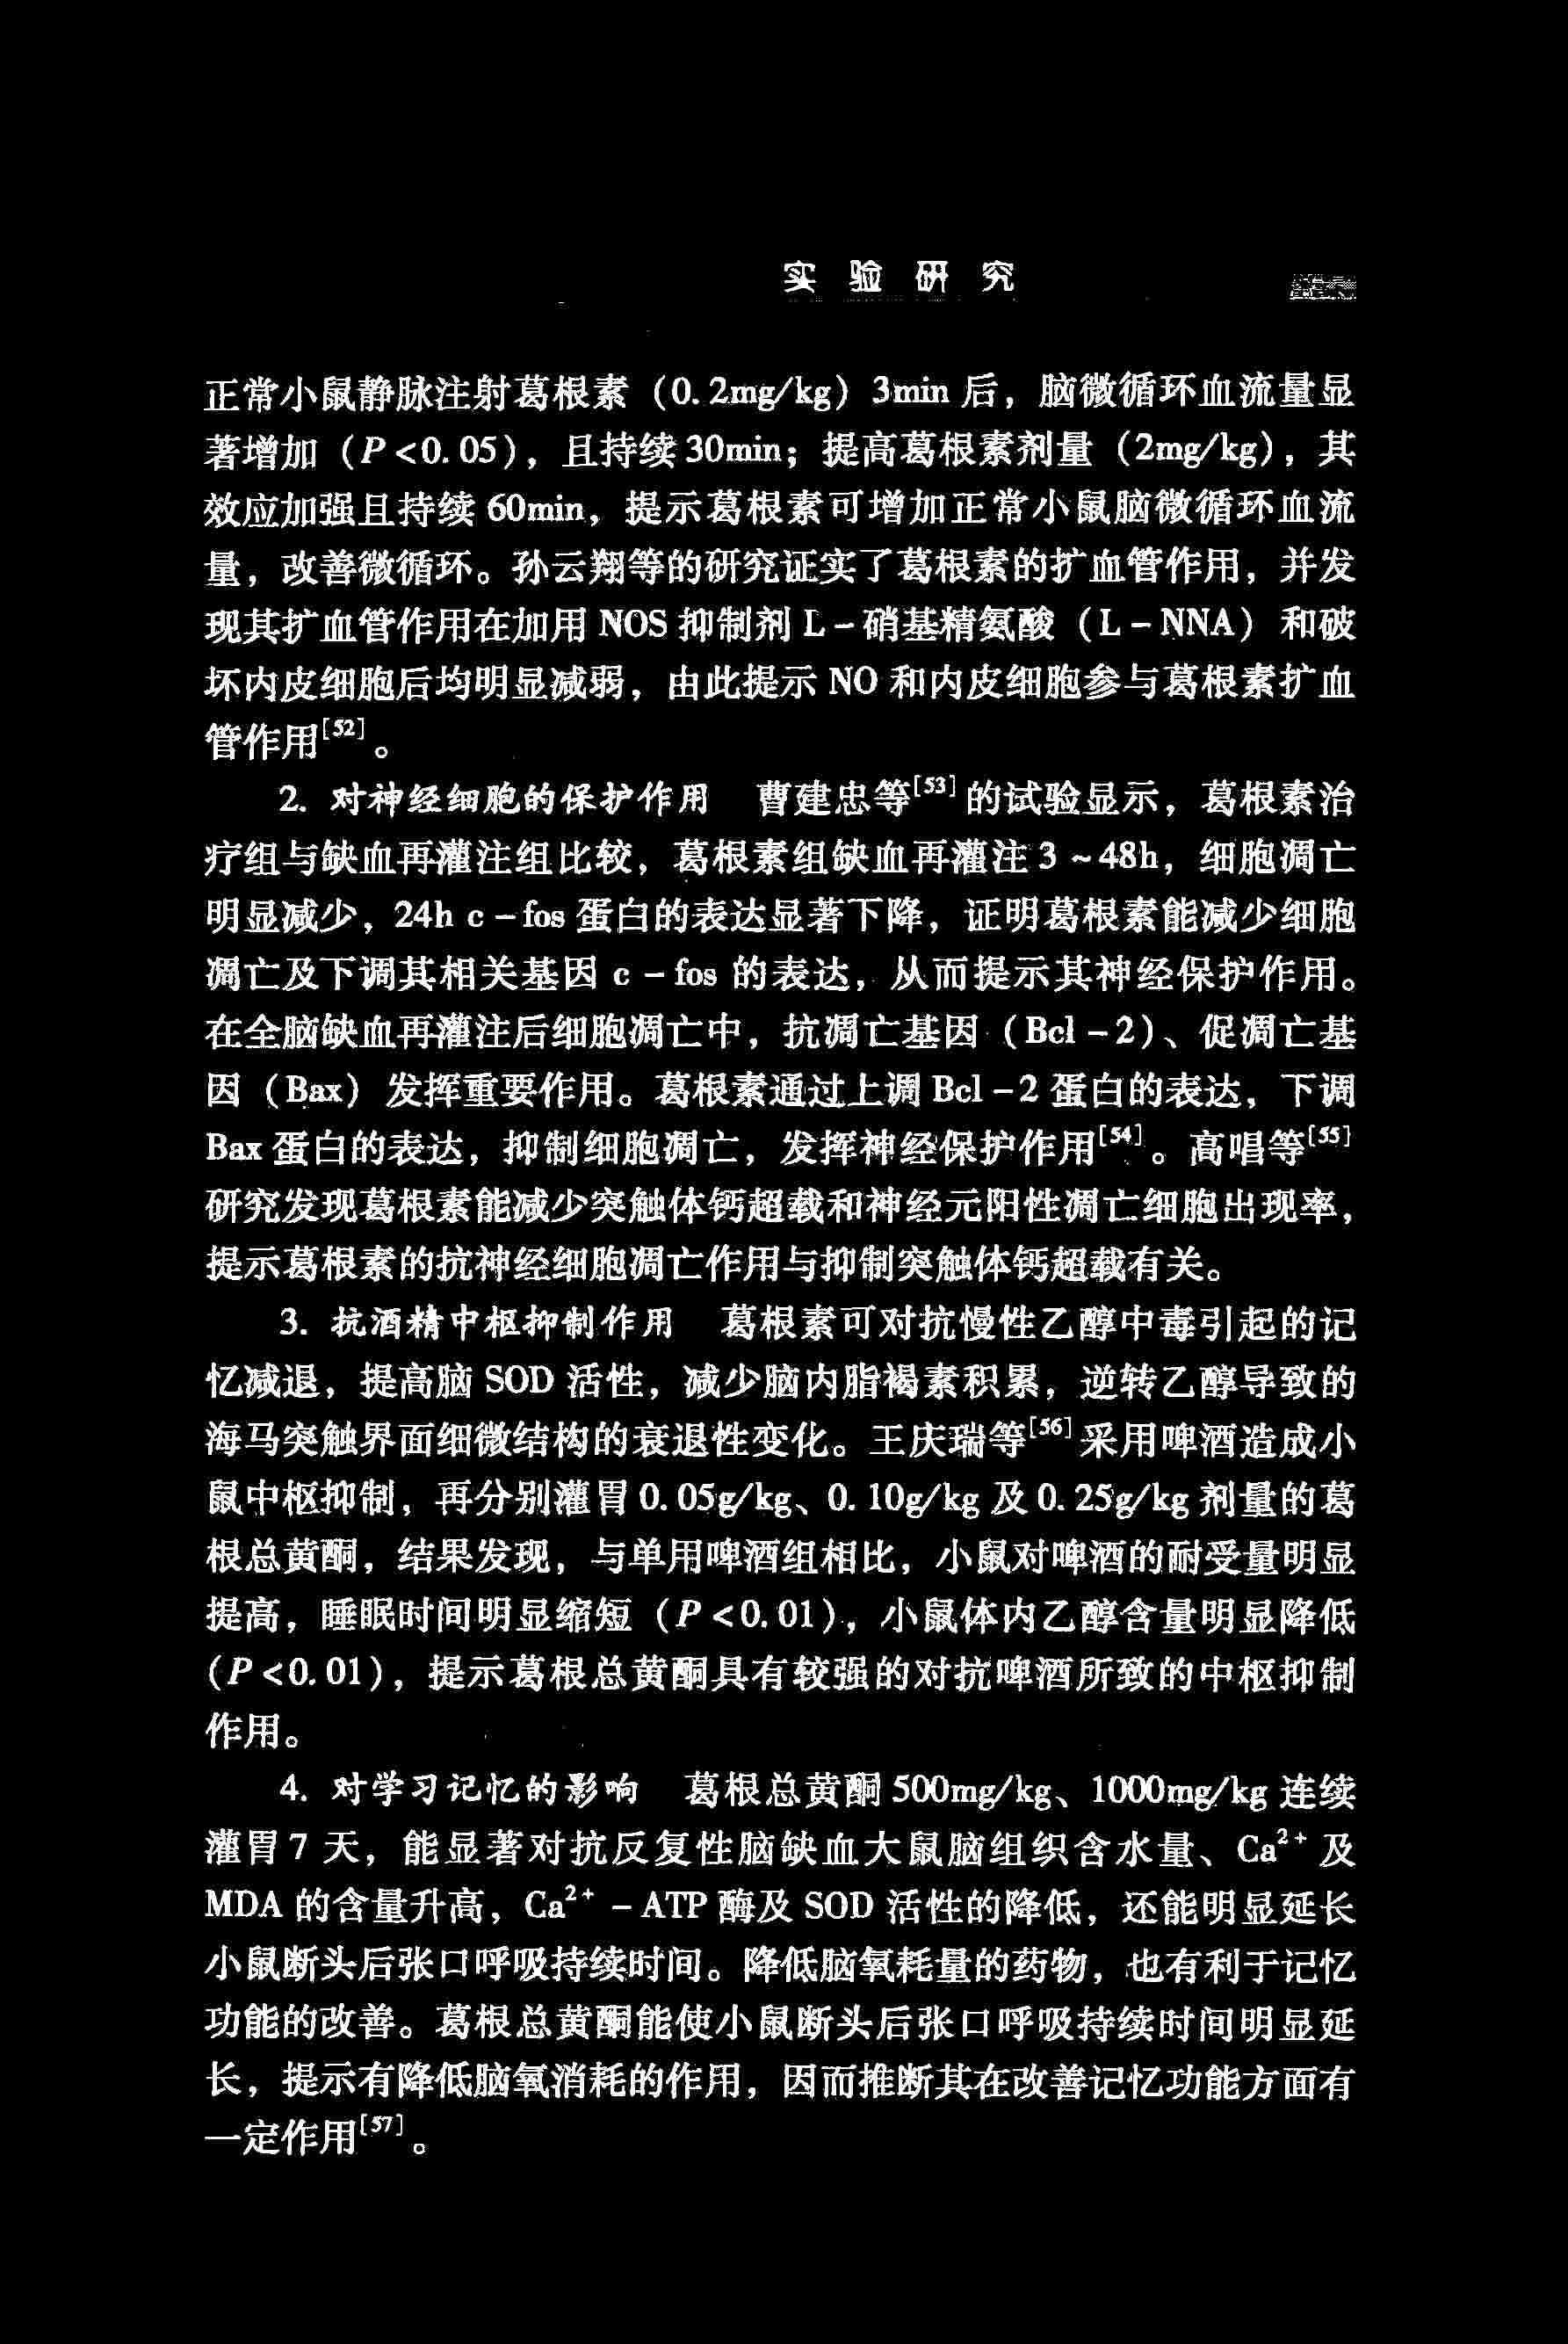 实验研究
正常小鼠静脉注射葛根素（0.2mg/kg）3min后，脑微循环血流量显
著增加（P<0.05），且持续30min；提高葛根素剂量（2mg/kg），其
效应加强且持续60min，提示葛根素可增加正常小鼠脑微循环血流
量，改善微循环。孙云翔等的研究证实了葛根素的扩血管作用，并发
现其扩血管作用在加用NOS抑制剂L-硝基精氨酸（L-NNA）和破
坏内皮细胞后均明显减弱，由此提示NO和内皮细胞参与葛根素扩血
管作用[52]。
2. 对神经细胞的保护作用　曹建忠等[53]的试验显示，葛根素治
疗组与缺血再灌注组比较，葛根素组缺血再灌注3~48h，细胞凋亡
明显减少，24h c-fos蛋白的表达显著下降，证明葛根素能减少细胞
凋亡及下调其相关基因c-fos的表达，从而提示其神经保护作用。
在全脑缺血再灌注后细胞凋亡中，抗凋亡基因（Bcl-2）、促凋亡基
因（Bax）发挥重要作用。葛根素通过上调Bcl-2蛋白的表达，下调
Bax蛋白的表达，抑制细胞凋亡，发挥神经保护作用[54]。高唱等[55]
研究发现葛根素能减少突触体钙超载和神经元阳性凋亡细胞出现率，
提示葛根素的抗神经细胞凋亡作用与抑制突触体钙超载有关。
3. 抗酒精中枢抑制作用　葛根素可对抗慢性乙醇中毒引起的记
忆减退，提高脑SOD活性，减少脑内脂褐素积累，逆转乙醇导致的
海马突触界面细微结构的衰退性变化。王庆瑞等[56]采用啤酒造成小
鼠中枢抑制，再分别灌胃0.05g/kg、0.10g/kg及0.25g/kg剂量的葛
根总黄酮，结果发现，与单用啤酒组相比，小鼠对啤酒的耐受量明显
提高，睡眠时间明显缩短（P<0.01），小鼠体内乙醇含量明显降低
（P<0.01），提示葛根总黄酮具有较强的对抗啤酒所致的中枢抑制
作用。
4. 对学习记忆的影响　葛根总黄酮500mg/kg、1000mg/kg连续
灌胃7天，能显著对抗反复性脑缺血大鼠脑组织含水量、Ca²⁺及
MDA的含量升高，Ca²⁺-ATP酶及SOD活性的降低，还能明显延长
小鼠断头后张口呼吸持续时间。降低脑氧耗量的药物，也有利于记忆
功能的改善。葛根总黄酮能使小鼠断头后张口呼吸持续时间明显延
长，提示有降低脑氧消耗的作用，因而推断其在改善记忆功能方面有
一定作用[57]。